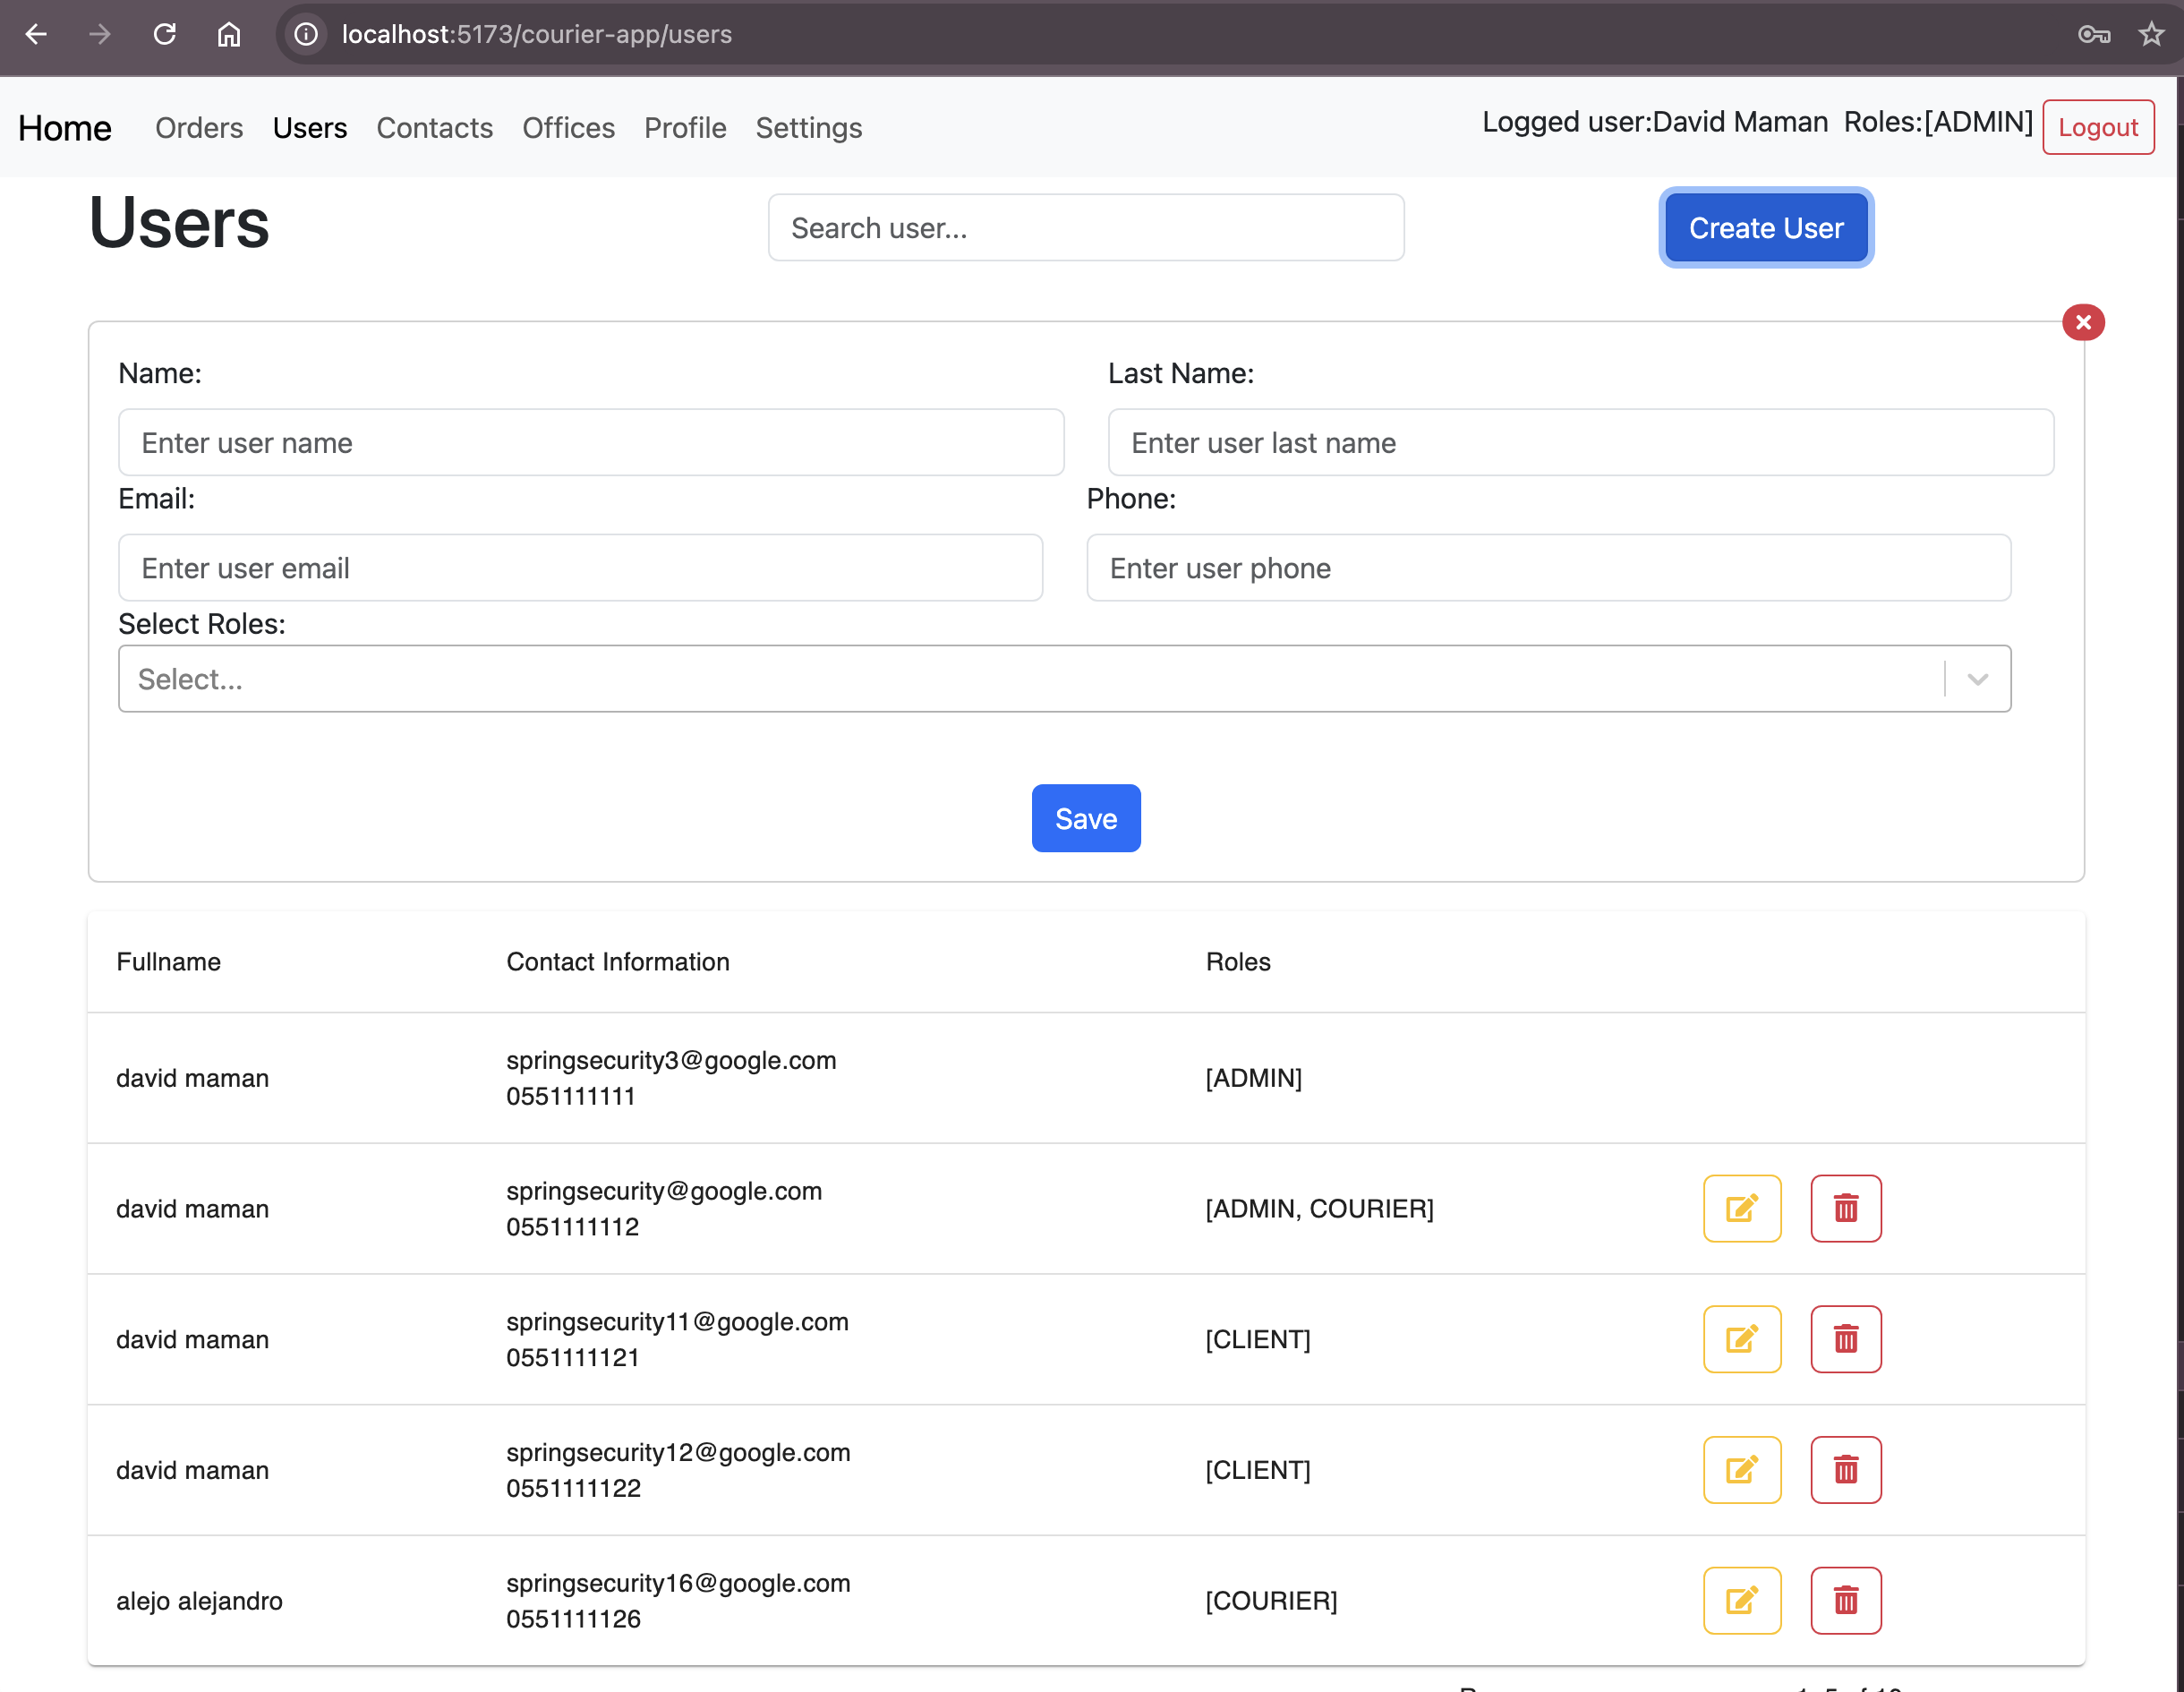 localhost:5173/courier-app/users
Home Orders Users Contacts Offices Profile Settings Logged user:David Maman Roles:[ADMIN] Logout
Users Search user... Create User
Name: Last Name:
Enter user name Enter user last name
Email: Phone:
Enter user email Enter user phone
Select Roles:
Select...
Save
Fullname Contact Information Roles
david maman springsecurity3@google.com [ADMIN]
0551111111
david maman springsecurity@google.com [ADMIN, COURIER]
0551111112
david maman springsecurity11@google.com [CLIENT]
0551111121
david maman springsecurity12@google.com [CLIENT]
0551111122
alejo alejandro springsecurity16@google.com [COURIER]
0551111126